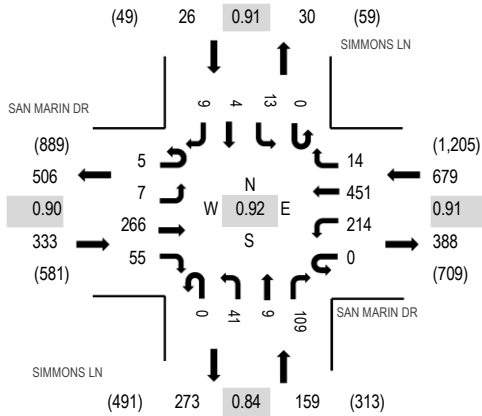 (49) 26 0.91 30 (59)
SIMMONS LN
SAN MARIN DR
9 4 13 0
(889)
506
0.90
333
(581)
5
7
266
55
N
W 0.92 E
S
14
451
214
0
(1,205)
679
0.91
388
(709)
0 41 9 109
SAN MARIN DR
SIMMONS LN
(491) 273 0.84 159 (313)